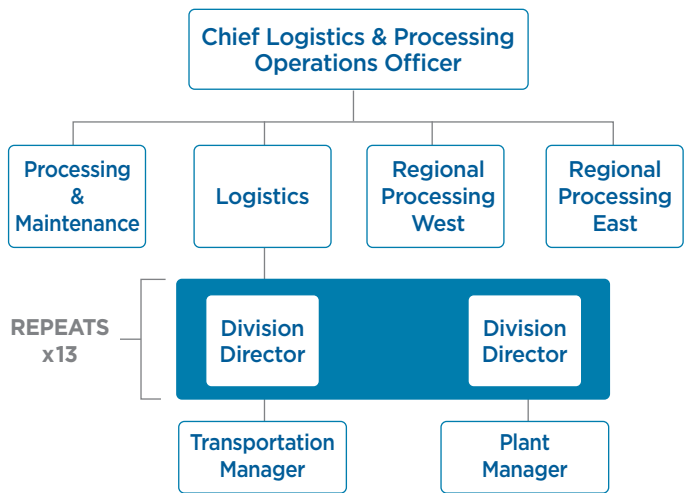 Chief Logistics & Processing
Operations Officer
Processing
&
Maintenance
Logistics
Regional
Processing
West
Regional
Processing
East
REPEATS
x13
Division
Director
Division
Director
Transportation
Manager
Plant
Manager